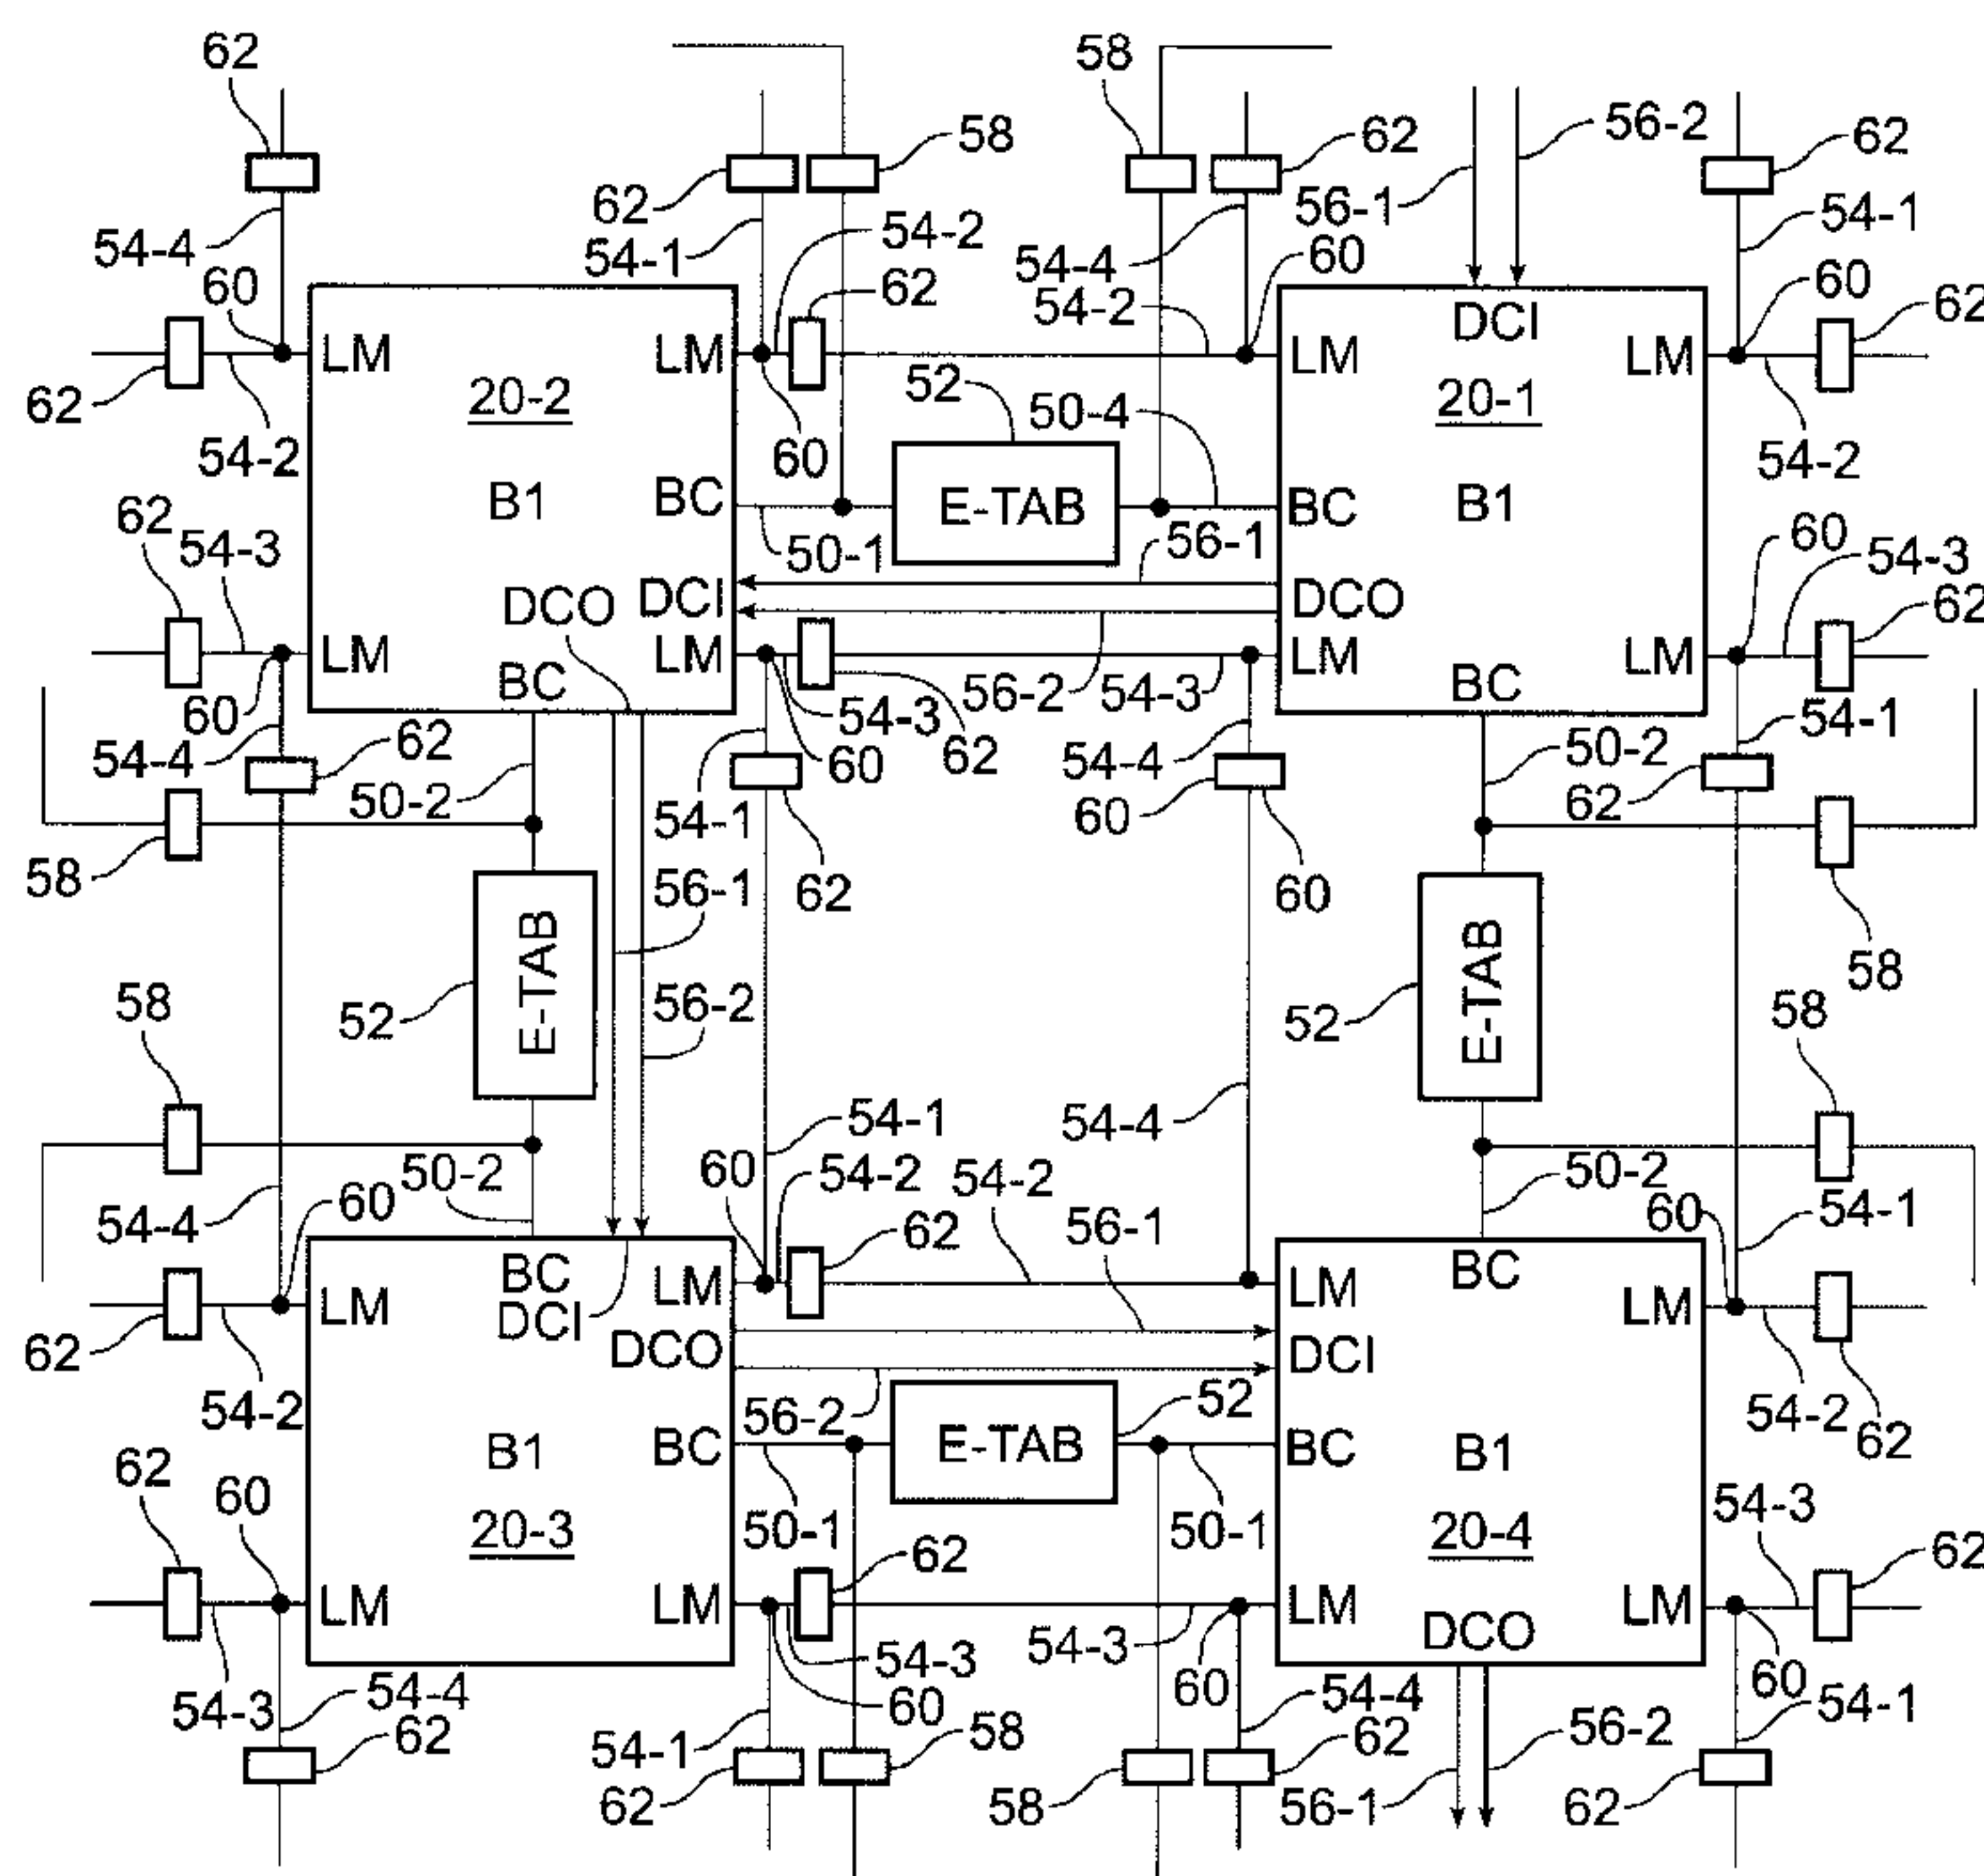 62 58
58 62 56-2 62
62 56-1
54-4 54-1 54-2 54-4 60 54-1
60 62 54-2 60 62
DCI
LM LM LM LM
62 20-2 52 50-4 20-1
54-2 60 54-2
62 B1 BC E-TAB BC B1 60
54-3 50-1 56-1 54-3
DCO DCI DCO 62
LM LM LM LM
BC BC
60 54-3 56-2 54-3 54-1
54-4 62 60 62 54-4 50-2
50-2 54-1 60 62
58 56-1 62 60
E-TAB E-TAB 58
58 52 56-2 52 58
54-1 54-4
60 54-2 54-2
50-2 50-2
54-4 60 62 56-1 60 54-1
BC LM LM BC
LM DCI LM
62 DCO DCI
54-2 56-2 52 54-2
B1 BC E-TAB BC B1 62
62 60 54-3
20-3 50-1 50-1 20-4
62 62
LM LM LM LM
DCO
54-3 54-3
54-3 54-4 60 60 54-4 60
62 54-1 58 62 56-2 54-1
62 58 56-1 62